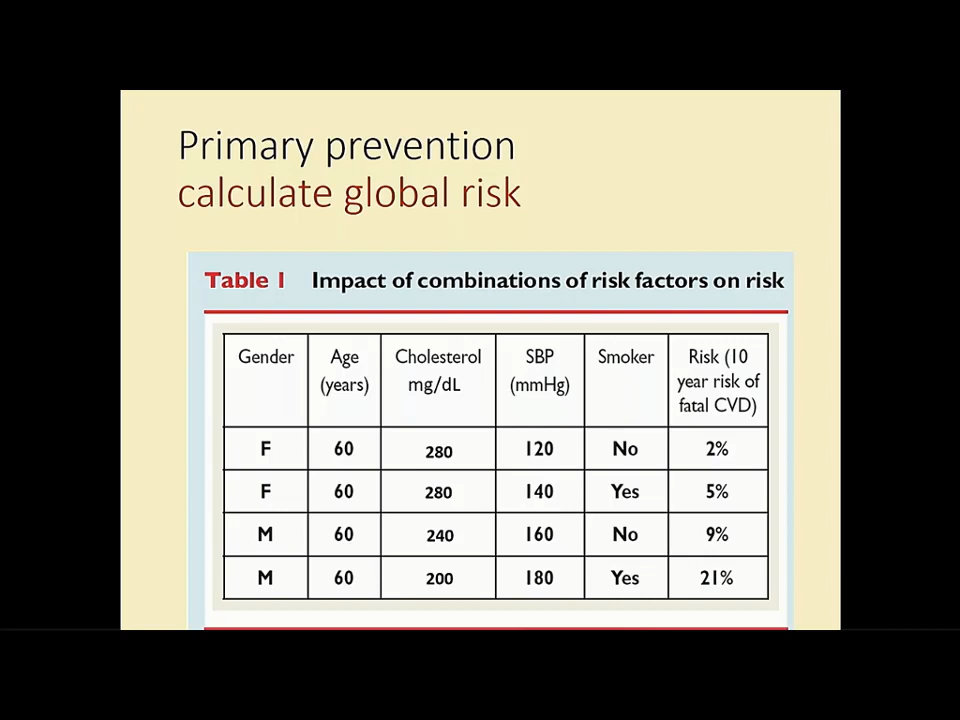 Primary prevention
calculate global risk
Table 1 Impact of combinations of risk factors on risk
Gender Age (years) Cholesterol mg/dL SBP (mmHg) Smoker Risk (10 year risk of fatal CVD)
F 60 280 120 No 2%
F 60 280 140 Yes 5%
M 60 240 160 No 9%
M 60 200 180 Yes 21%